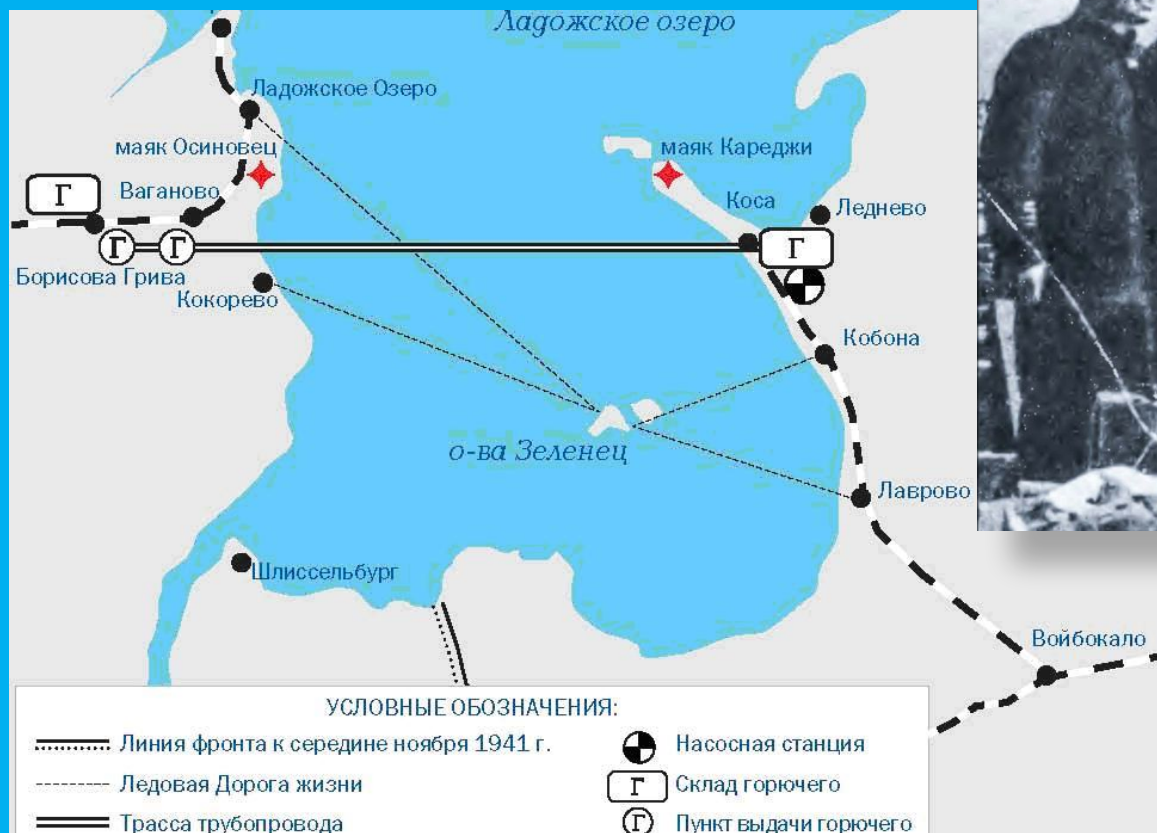 Ладожское озеро
Ладожское Озеро
маяк Осиновец
маяк Кареджи
Г
Ваганово
Коса
Леднево
Г
Г
Г
Борисова Грива
Кокорево
Кобона
о-ва Зеленец
Лаврово
Шлиссельбург
Войбокало
УСЛОВНЫЕ ОБОЗНАЧЕНИЯ:
Линия фронта к середине ноября 1941 г.
Насосная станция
Ледовая Дорога жизни
Г Склад горючего
Трасса трубопровода
Г Пункт выдачи горючего